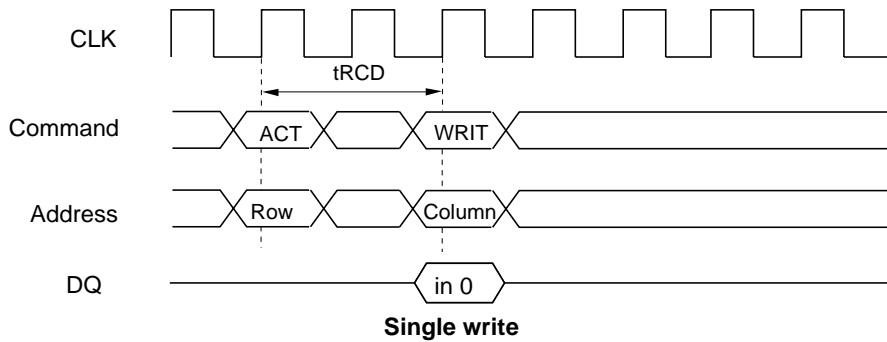 CLK
tRCD
Command ACT WRIT
Address Row Column
DQ in 0
Single write